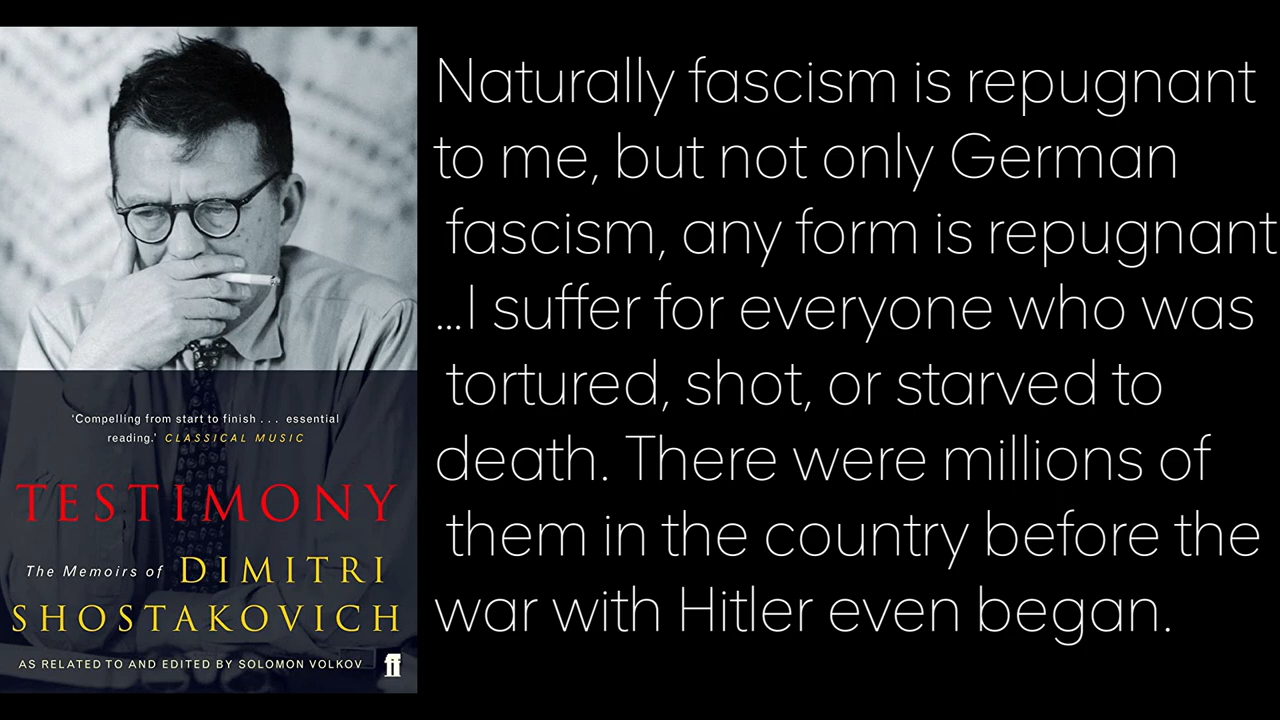 'Compelling from start to finish . . . essential
reading.' CLASSICAL MUSIC
TESTIMONY
The Memoirs of DIMITRI
SHOSTAKOVICH
AS RELATED TO AND EDITED BY SOLOMON VOLKOV
ff
Naturally fascism is repugnant
to me, but not only German
fascism, any form is repugnant
...I suffer for everyone who was
tortured, shot, or starved to
death. There were millions of
them in the country before the
war with Hitler even began.